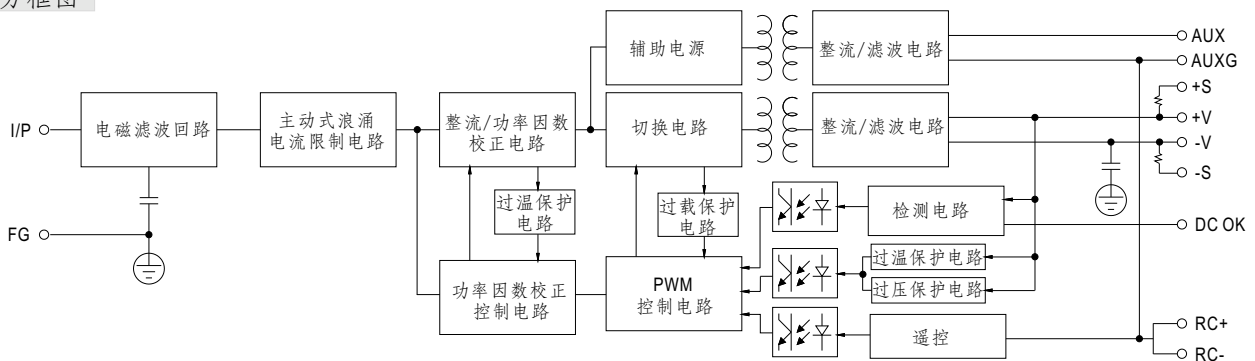 方框图
辅助电源
整流/滤波电路
AUX
AUXG
+S
I/P
电磁滤波回路
主动式浪涌
电流限制电路
整流/功率因数
校正电路
切换电路
整流/滤波电路
+V
-V
-S
过温保护
电路
过载保护
电路
检测电路
DC OK
FG
功率因数校正
控制电路
PWM
控制电路
过温保护电路
过压保护电路
遥控
RC+
RC-